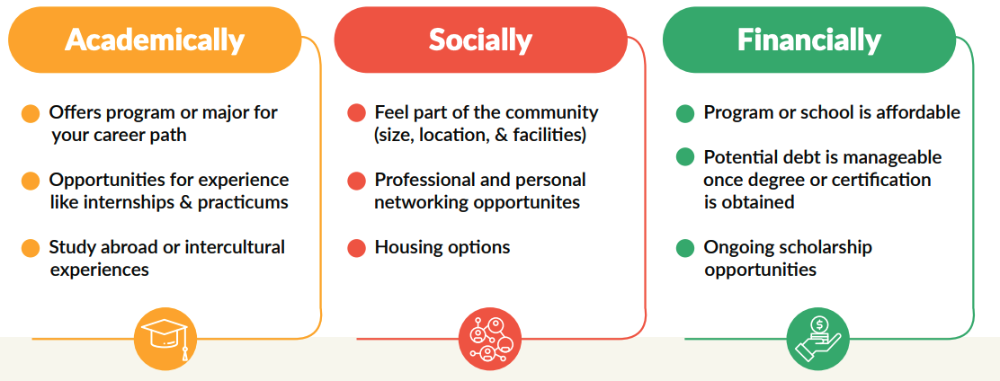 Academically
Offers program or major for
your career path
Opportunities for experience
like internships & practicums
Study abroad or intercultural
experiences
Socially
Feel part of the community
(size, location, & facilities)
Professional and personal
networking opportunites
Housing options
Financially
Program or school is affordable
Potential debt is manageable
once degree or certification
is obtained
Ongoing scholarship
opportunities
$